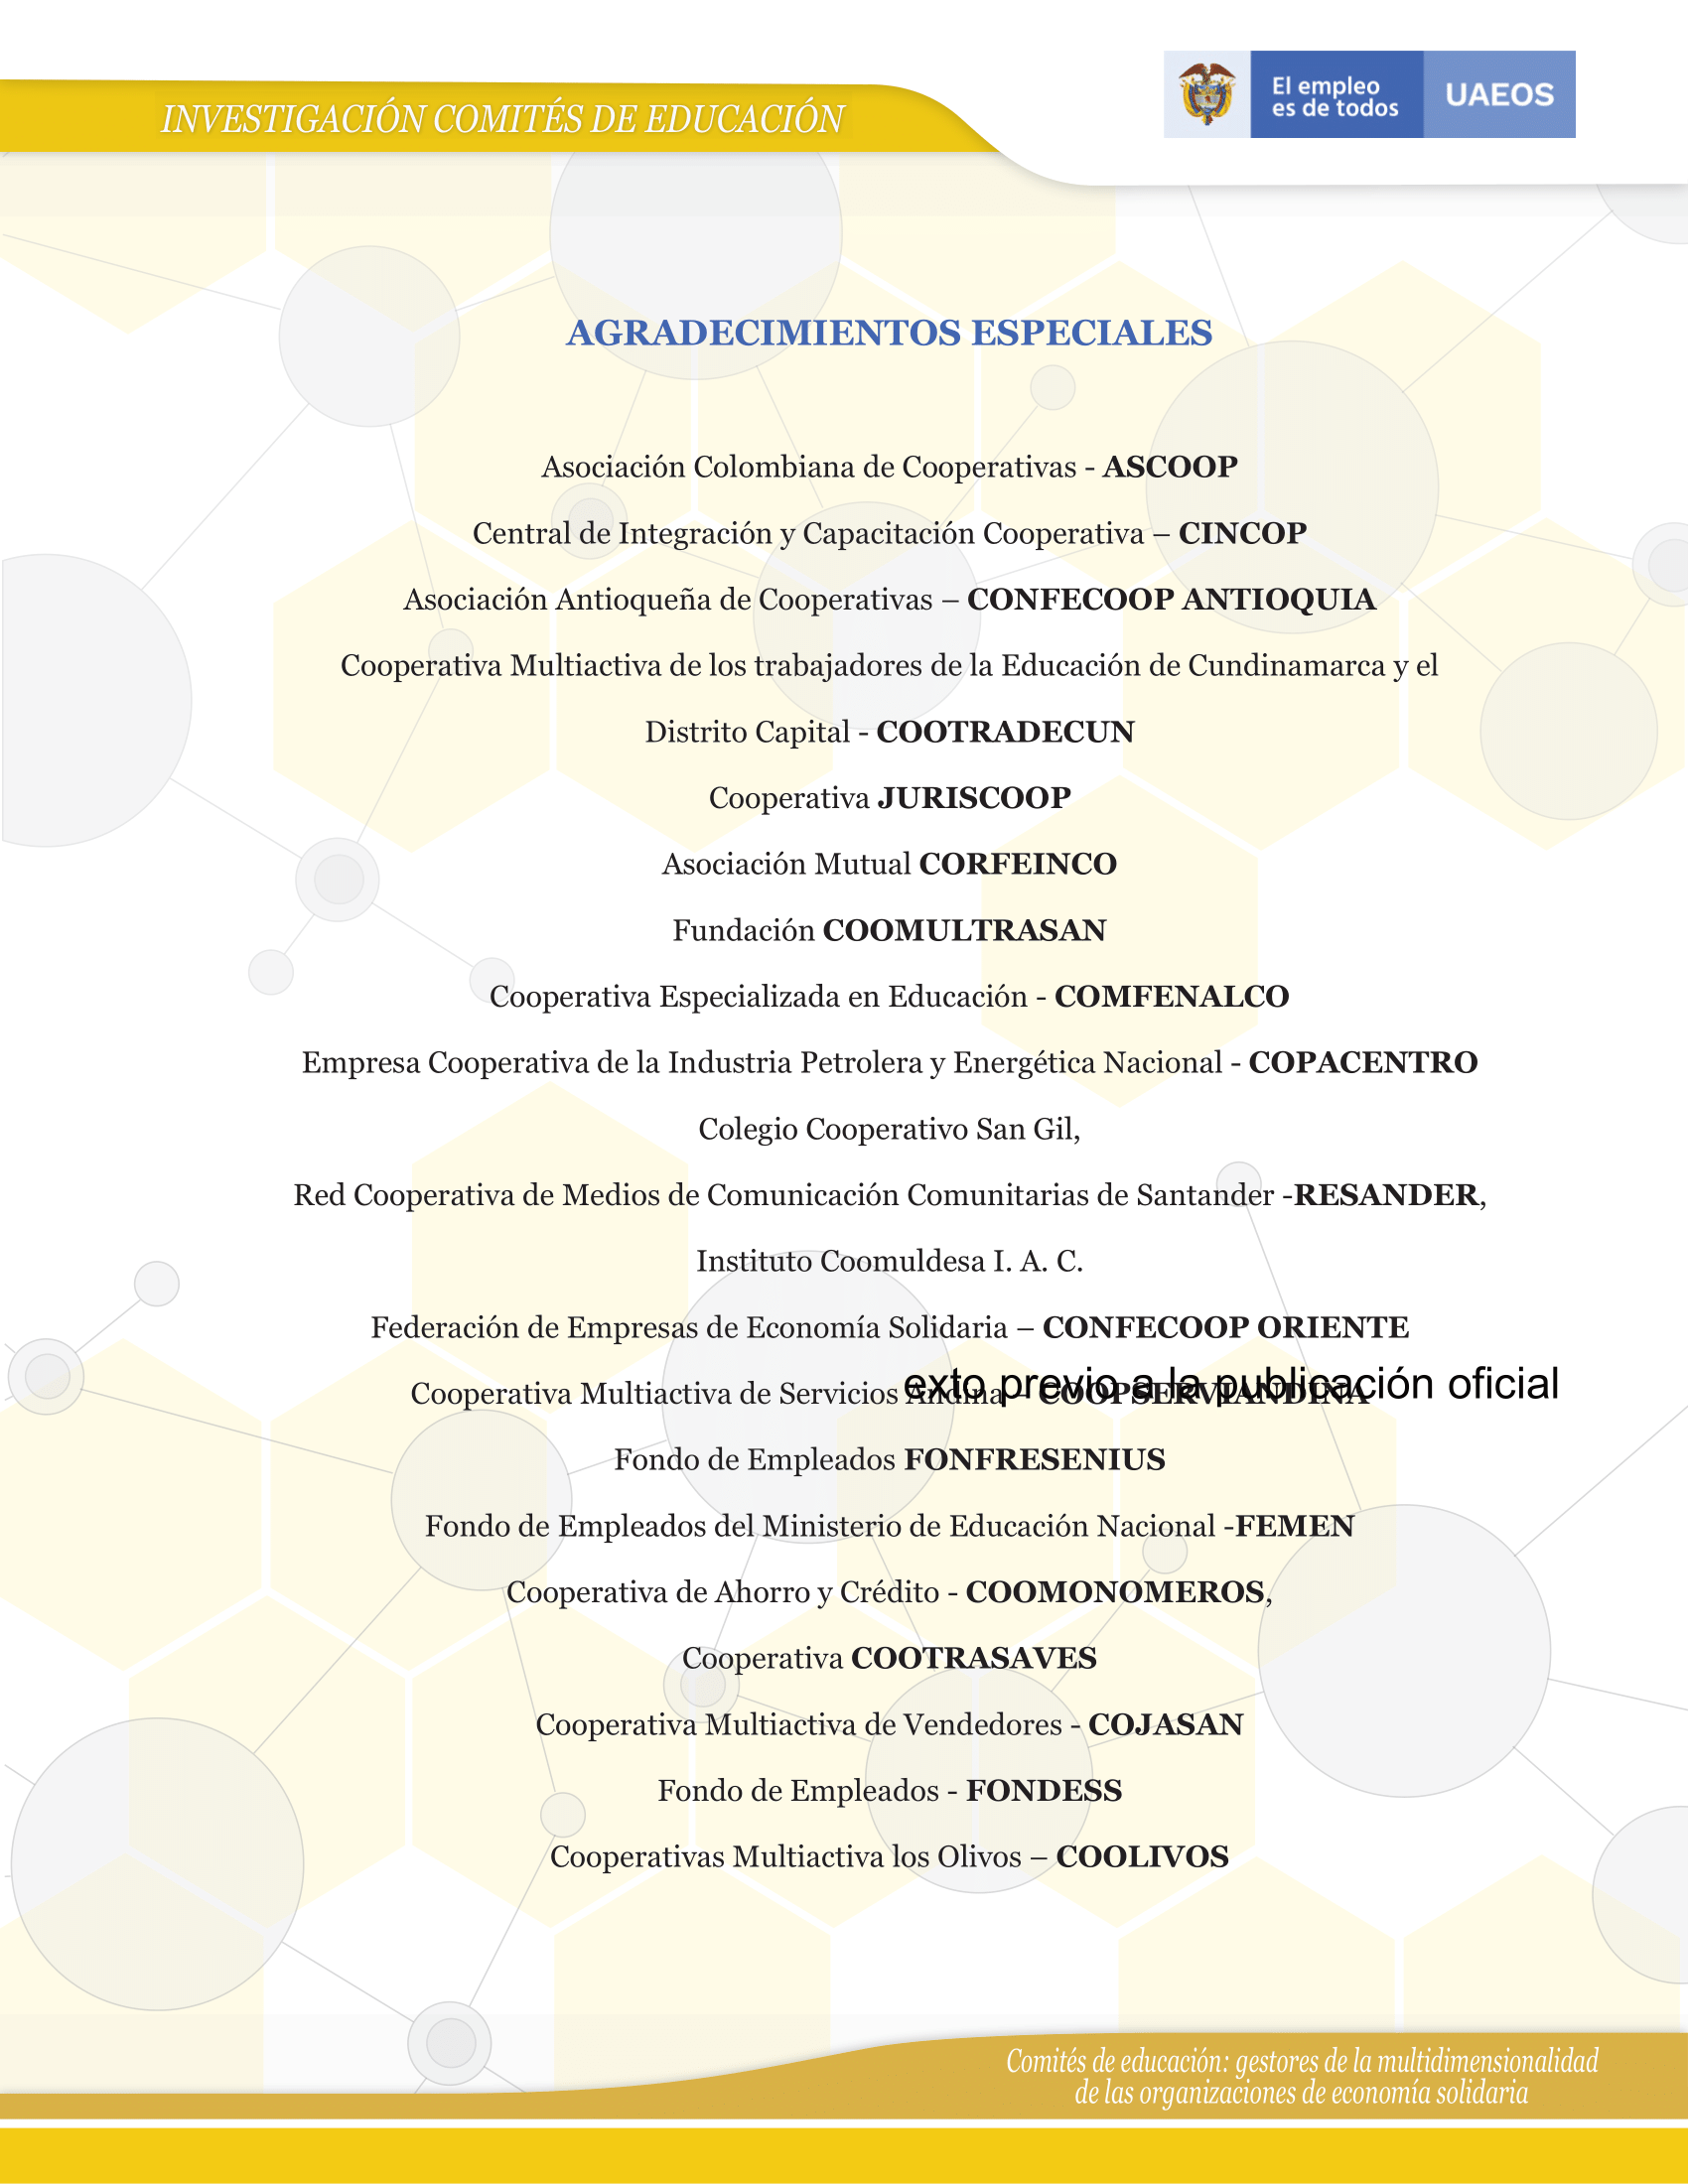 INVESTIGACIÓN COMITÉS DE EDUCACIÓN
El empleo
es de todos
UAEOS
AGRADECIMIENTOS ESPECIALES
Asociación Colombiana de Cooperativas - ASCOOP
Central de Integración y Capacitación Cooperativa – CINCOP
Asociación Antioqueña de Cooperativas – CONFECOOP ANTIOQUIA
Cooperativa Multiactiva de los trabajadores de la Educación de Cundinamarca y el
Distrito Capital - COOTRADECUN
Cooperativa JURISCOOP
Asociación Mutual CORFEINCO
Fundación COOMULTRASAN
Cooperativa Especializada en Educación - COMFENALCO
Empresa Cooperativa de la Industria Petrolera y Energética Nacional - COPACENTRO
Colegio Cooperativo San Gil,
Red Cooperativa de Medios de Comunicación Comunitarias de Santander -RESANDER,
Instituto Coomuldesa I. A. C.
Federación de Empresas de Economía Solidaria – CONFECOOP ORIENTE
exto previo a la publicación oficial
Cooperativa Multiactiva de Servicios Andina – COOPSERVIANDINA
Fondo de Empleados FONFRESENIUS
Fondo de Empleados del Ministerio de Educación Nacional -FEMEN
Cooperativa de Ahorro y Crédito - COOMONOMEROS,
Cooperativa COOTRASAVES
Cooperativa Multiactiva de Vendedores - COJASAN
Fondo de Empleados - FONDESS
Cooperativas Multiactiva los Olivos – COOLIVOS
Comités de educación: gestores de la multidimensionalidad
de las organizaciones de economía solidaria